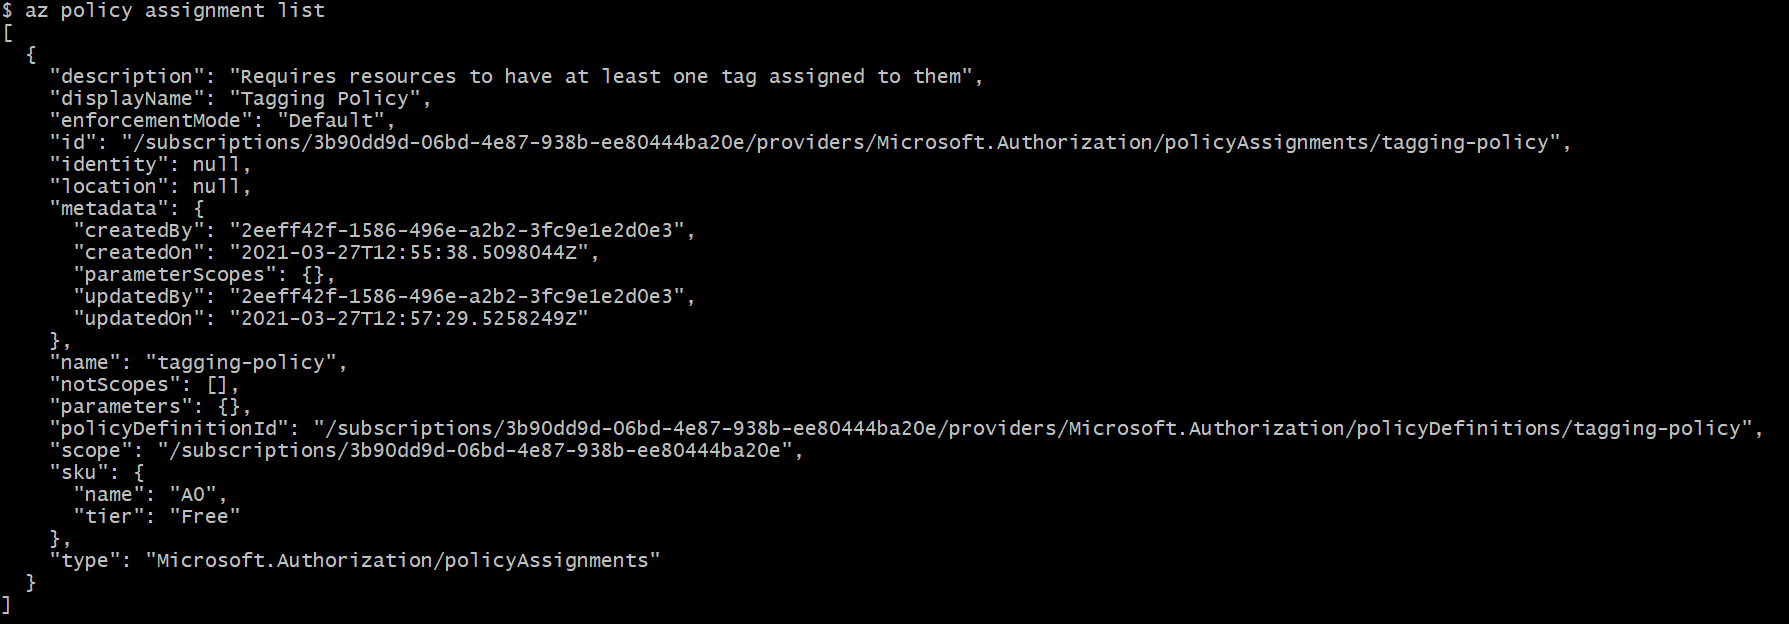 $ az policy assignment list
[
  {
    "description": "Requires resources to have at least one tag assigned to them",
    "displayName": "Tagging Policy",
    "enforcementMode": "Default",
    "id": "/subscriptions/3b90dd9d-06bd-4e87-938b-ee80444ba20e/providers/Microsoft.Authorization/policyAssignments/tagging-policy",
    "identity": null,
    "location": null,
    "metadata": {
      "createdBy": "2eeff42f-1586-496e-a2b2-3fc9e1e2d0e3",
      "createdOn": "2021-03-27T12:55:38.5098044Z",
      "parameterScopes": {},
      "updatedBy": "2eeff42f-1586-496e-a2b2-3fc9e1e2d0e3",
      "updatedOn": "2021-03-27T12:57:29.5258249Z"
    },
    "name": "tagging-policy",
    "notScopes": [],
    "parameters": {},
    "policyDefinitionId": "/subscriptions/3b90dd9d-06bd-4e87-938b-ee80444ba20e/providers/Microsoft.Authorization/policyDefinitions/tagging-policy",
    "scope": "/subscriptions/3b90dd9d-06bd-4e87-938b-ee80444ba20e",
    "sku": {
      "name": "A0",
      "tier": "Free"
    },
    "type": "Microsoft.Authorization/policyAssignments"
  }
]